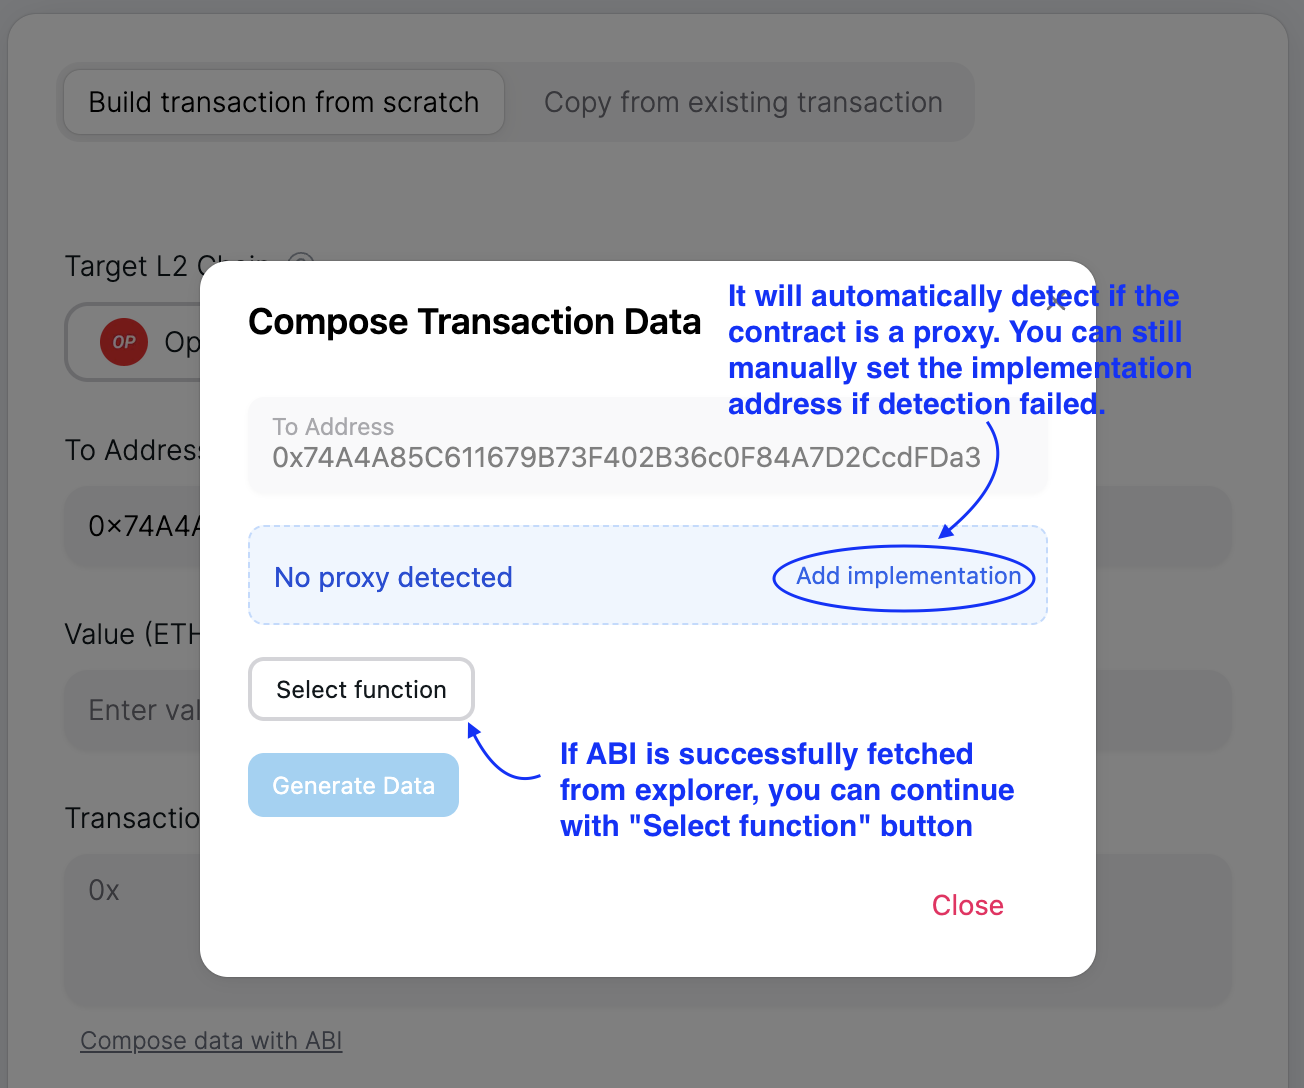 Build transaction from scratch
Copy from existing transaction
Target L2 Chain
OP Op
To Address
0x74A4A
Value (ETH
Enter val
Transactio
0x
Compose data with ABI
Compose Transaction Data
It will automatically detect if the
contract is a proxy. You can still
manually set the implementation
address if detection failed.
To Address
0x74A4A85C611679B73F402B36c0F84A7D2CcdFDa3
No proxy detected
Add implementation
Select function
Generate Data
If ABI is successfully fetched
from explorer, you can continue
with "Select function" button
Close